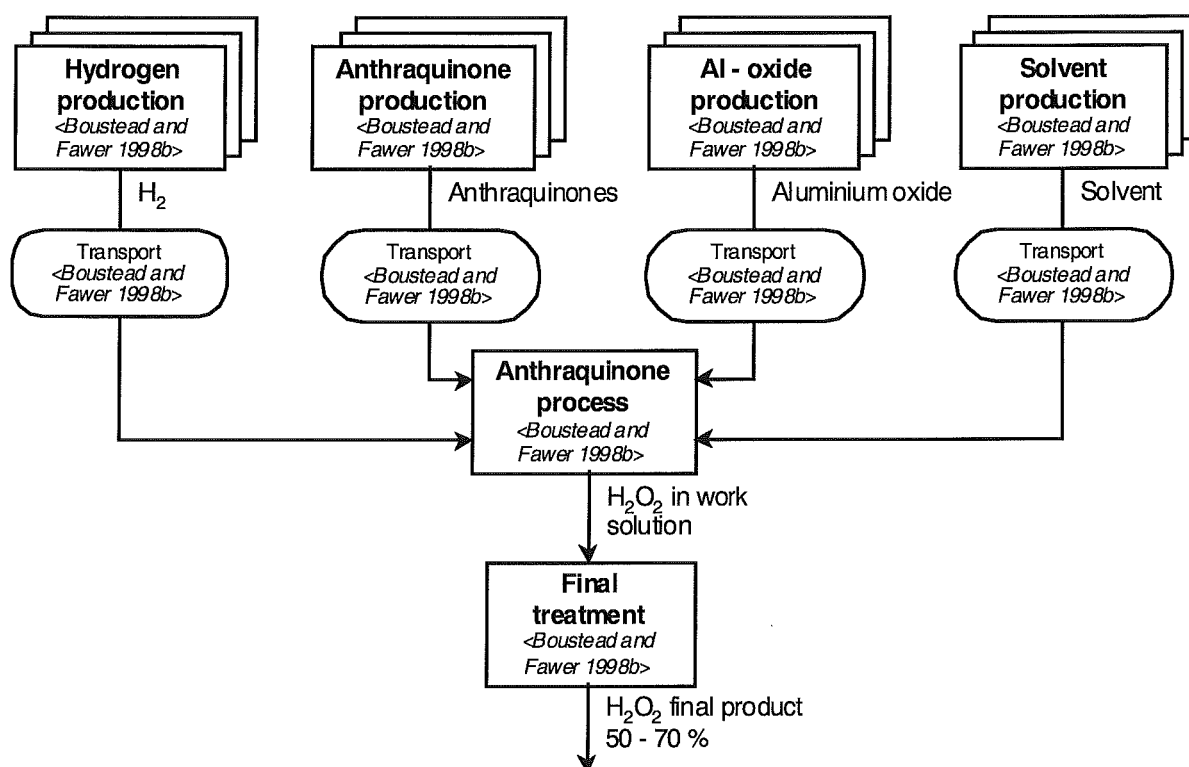 Hydrogen
production
<Boustead and
Fawer 1998b>
Anthraquinone
production
<Boustead and
Fawer 1998b>
Al - oxide
production
<Boustead and
Fawer 1998b>
Solvent
production
<Boustead and
Fawer 1998b>
H₂
Anthraquinones
Aluminium oxide
Solvent
Transport
<Boustead and
Fawer 1998b>
Transport
<Boustead and
Fawer 1998b>
Transport
<Boustead and
Fawer 1998b>
Transport
<Boustead and
Fawer 1998b>
Anthraquinone
process
<Boustead and
Fawer 1998b>
H₂O₂ in work
solution
Final
treatment
<Boustead and
Fawer 1998b>
H₂O₂ final product
50 - 70 %